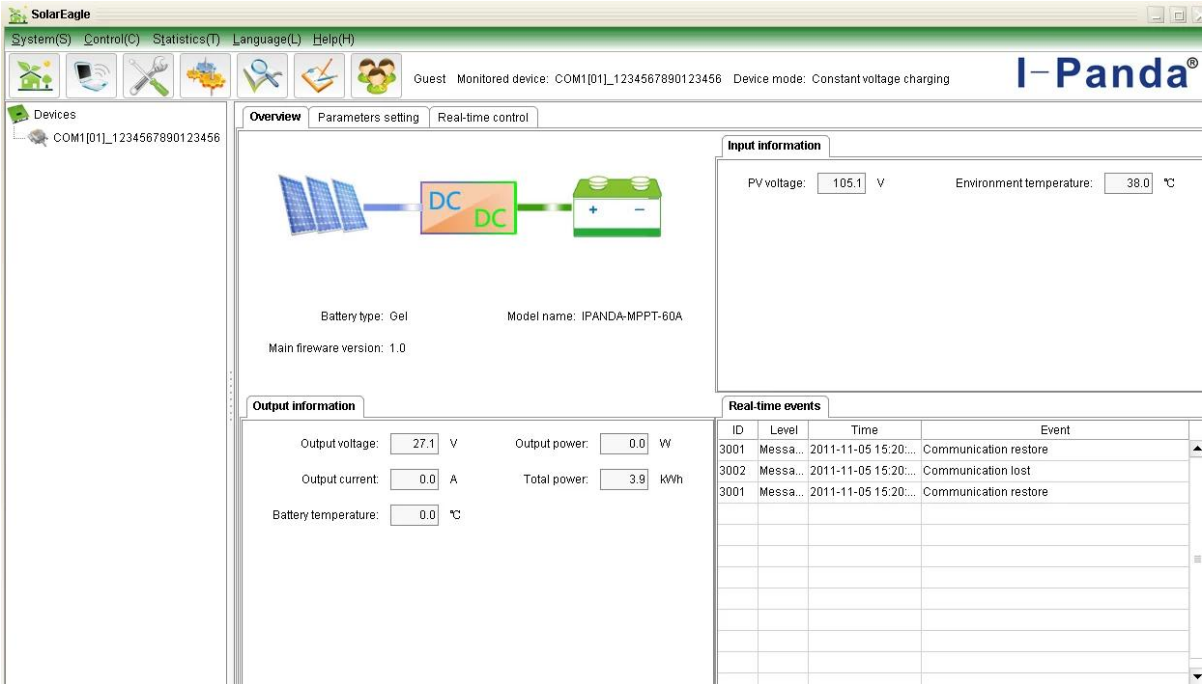 SolarEagle
System(S) Control(C) Statistics(T) Language(L) Help(H)
Guest Monitored device: COM1[01]_1234567890123456 Device mode: Constant voltage charging
I-Panda®
Devices
COM1[01]_1234567890123456
Overview Parameters setting Real-time control
DC
DC
+ −
Battery type: Gel Model name: IPANDA-MPPT-60A
Main fireware version: 1.0
Input information
PV voltage: 105.1 V Environment temperature: 38.0 ℃
Output information
Output voltage: 27.1 V Output power: 0.0 W
Output current: 0.0 A Total power: 3.9 kWh
Battery temperature: 0.0 ℃
Real-time events
ID Level Time Event
3001 Messa... 2011-11-05 15:20:... Communication restore
3002 Messa... 2011-11-05 15:20:... Communication lost
3001 Messa... 2011-11-05 15:20:... Communication restore